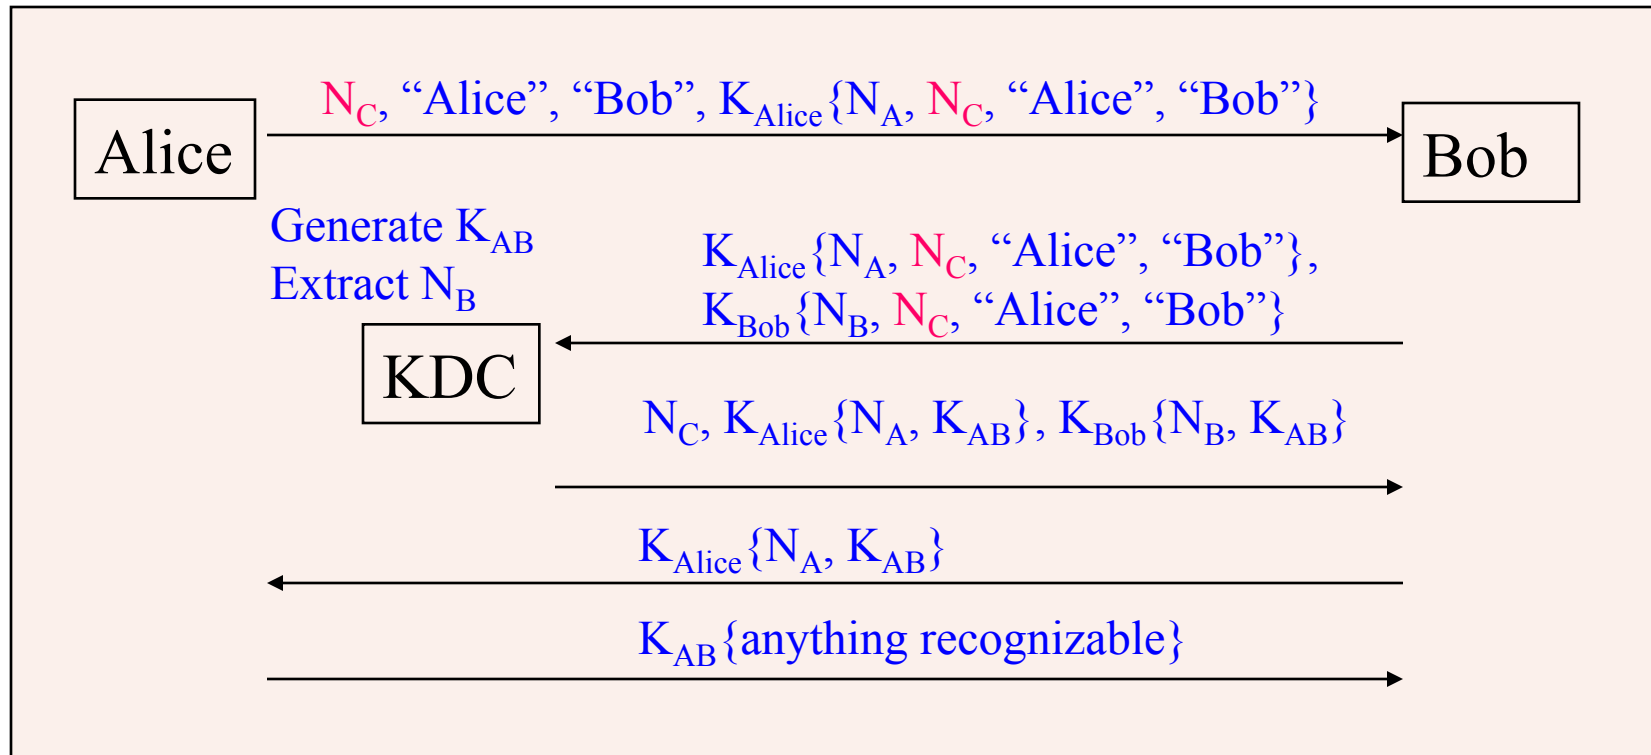 N_C, “Alice”, “Bob”, K_Alice{N_A, N_C, “Alice”, “Bob”}
Alice
Bob
Generate K_AB
Extract N_B
K_Alice{N_A, N_C, “Alice”, “Bob”},
K_Bob{N_B, N_C, “Alice”, “Bob”}
KDC
N_C, K_Alice{N_A, K_AB}, K_Bob{N_B, K_AB}
K_Alice{N_A, K_AB}
K_AB{anything recognizable}